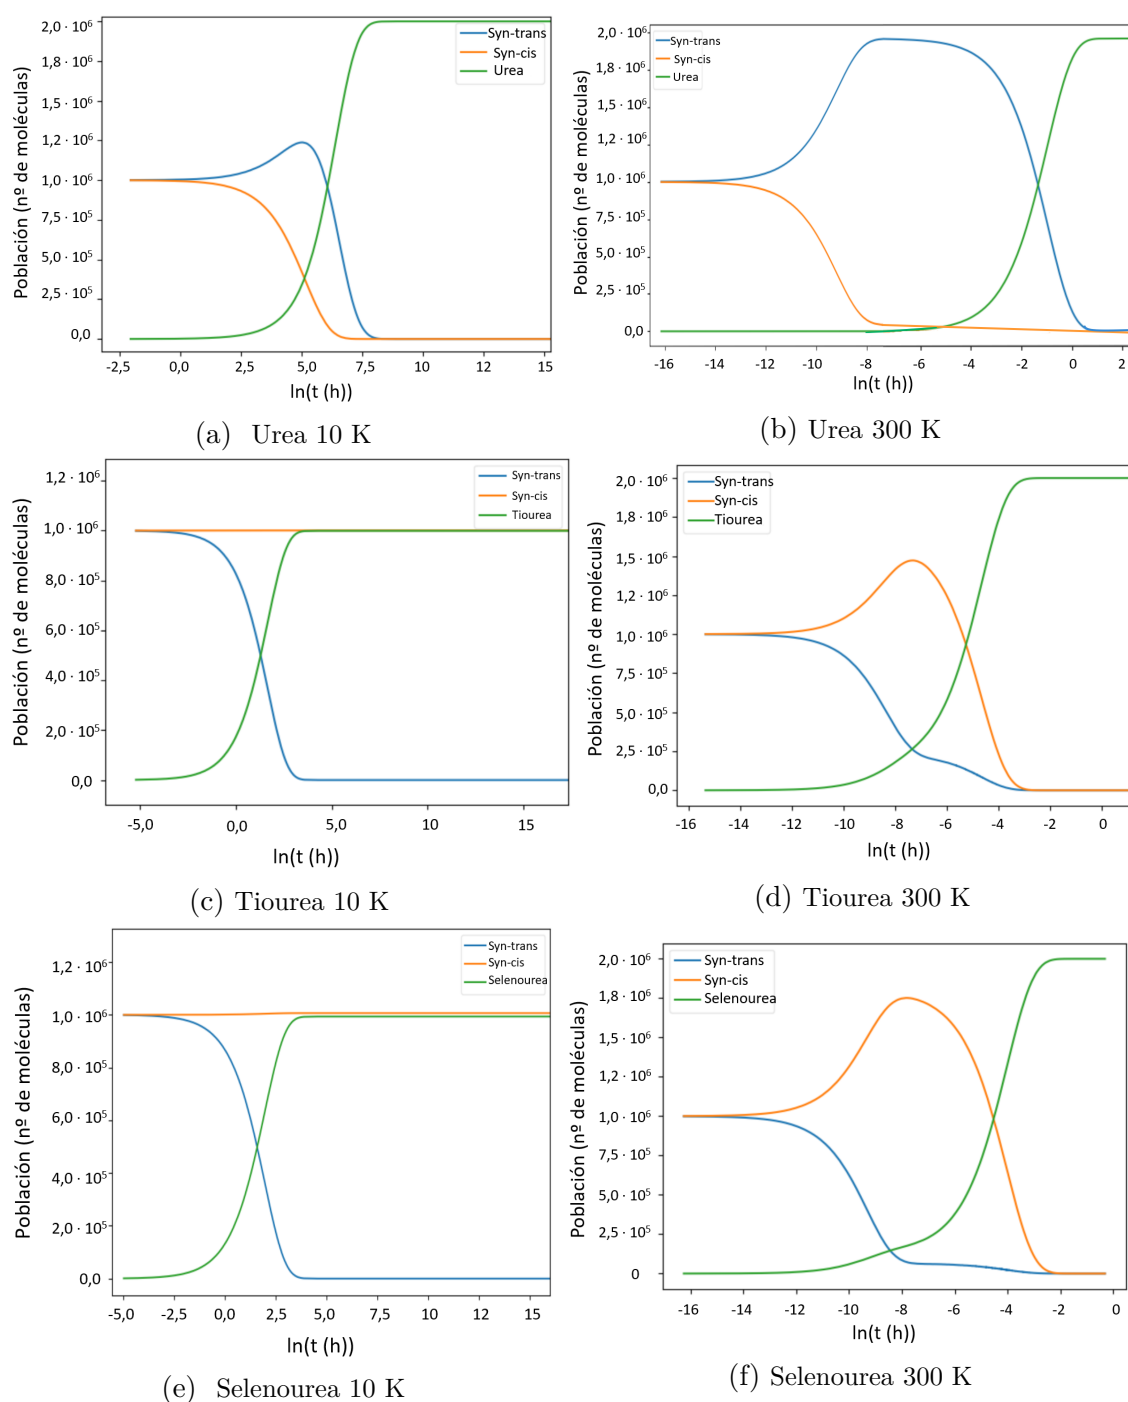 2,0 · 10⁶
1,8 · 10⁶
1,5 · 10⁶
1,2 · 10⁶
1,0 · 10⁶
7,5 · 10⁵
5,0 · 10⁵
2,5 · 10⁵
0,0
Población (nº de moléculas)
Syn-trans
Syn-cis
Urea
-2,5 0,0 2,5 5,0 7,5 10 12,5 15
ln(t (h))
(a) Urea 10 K
2,0 · 10⁶
1,8 · 10⁶
1,5 · 10⁶
1,2 · 10⁶
1,0 · 10⁶
7,5 · 10⁵
5,0 · 10⁵
2,5 · 10⁵
0,0
Población (nº de moléculas)
Syn-trans
Syn-cis
Urea
-16 -14 -12 -10 -8 -6 -4 -2 0 2
ln(t (h))
(b) Urea 300 K
1,2 · 10⁶
1,0 · 10⁶
8,0 · 10⁵
6,0 · 10⁵
4,0 · 10⁵
2,0 · 10⁵
0,0
Población (nº de moléculas)
Syn-trans
Syn-cis
Tiourea
-5,0 0,0 5,0 10 15
ln(t (h))
(c) Tiourea 10 K
2,0 · 10⁶
1,8 · 10⁶
1,5 · 10⁶
1,2 · 10⁶
1,0 · 10⁶
7,5 · 10⁵
5,0 · 10⁵
2,5 · 10⁵
0,0
Población (nº de moléculas)
Syn-trans
Syn-cis
Tiourea
-16 -14 -12 -10 -8 -6 -4 -2 0
ln(t (h))
(d) Tiourea 300 K
1,2 · 10⁶
1,0 · 10⁶
8,0 · 10⁵
6,0 · 10⁵
4,0 · 10⁵
2,0 · 10⁵
0,0
Población (nº de moléculas)
Syn-trans
Syn-cis
Selenourea
-5,0 -2,5 0,0 2,5 5,0 7,5 10 12,5 15
ln(t (h))
(e) Selenourea 10 K
2,0 · 10⁶
1,8 · 10⁶
1,5 · 10⁶
1,2 · 10⁶
1,0 · 10⁶
7,5 · 10⁵
5,0 · 10⁵
2,5 · 10⁵
0
Población (nº de moléculas)
Syn-trans
Syn-cis
Selenourea
-16 -14 -12 -10 -8 -6 -4 -2 0
ln(t (h))
(f) Selenourea 300 K